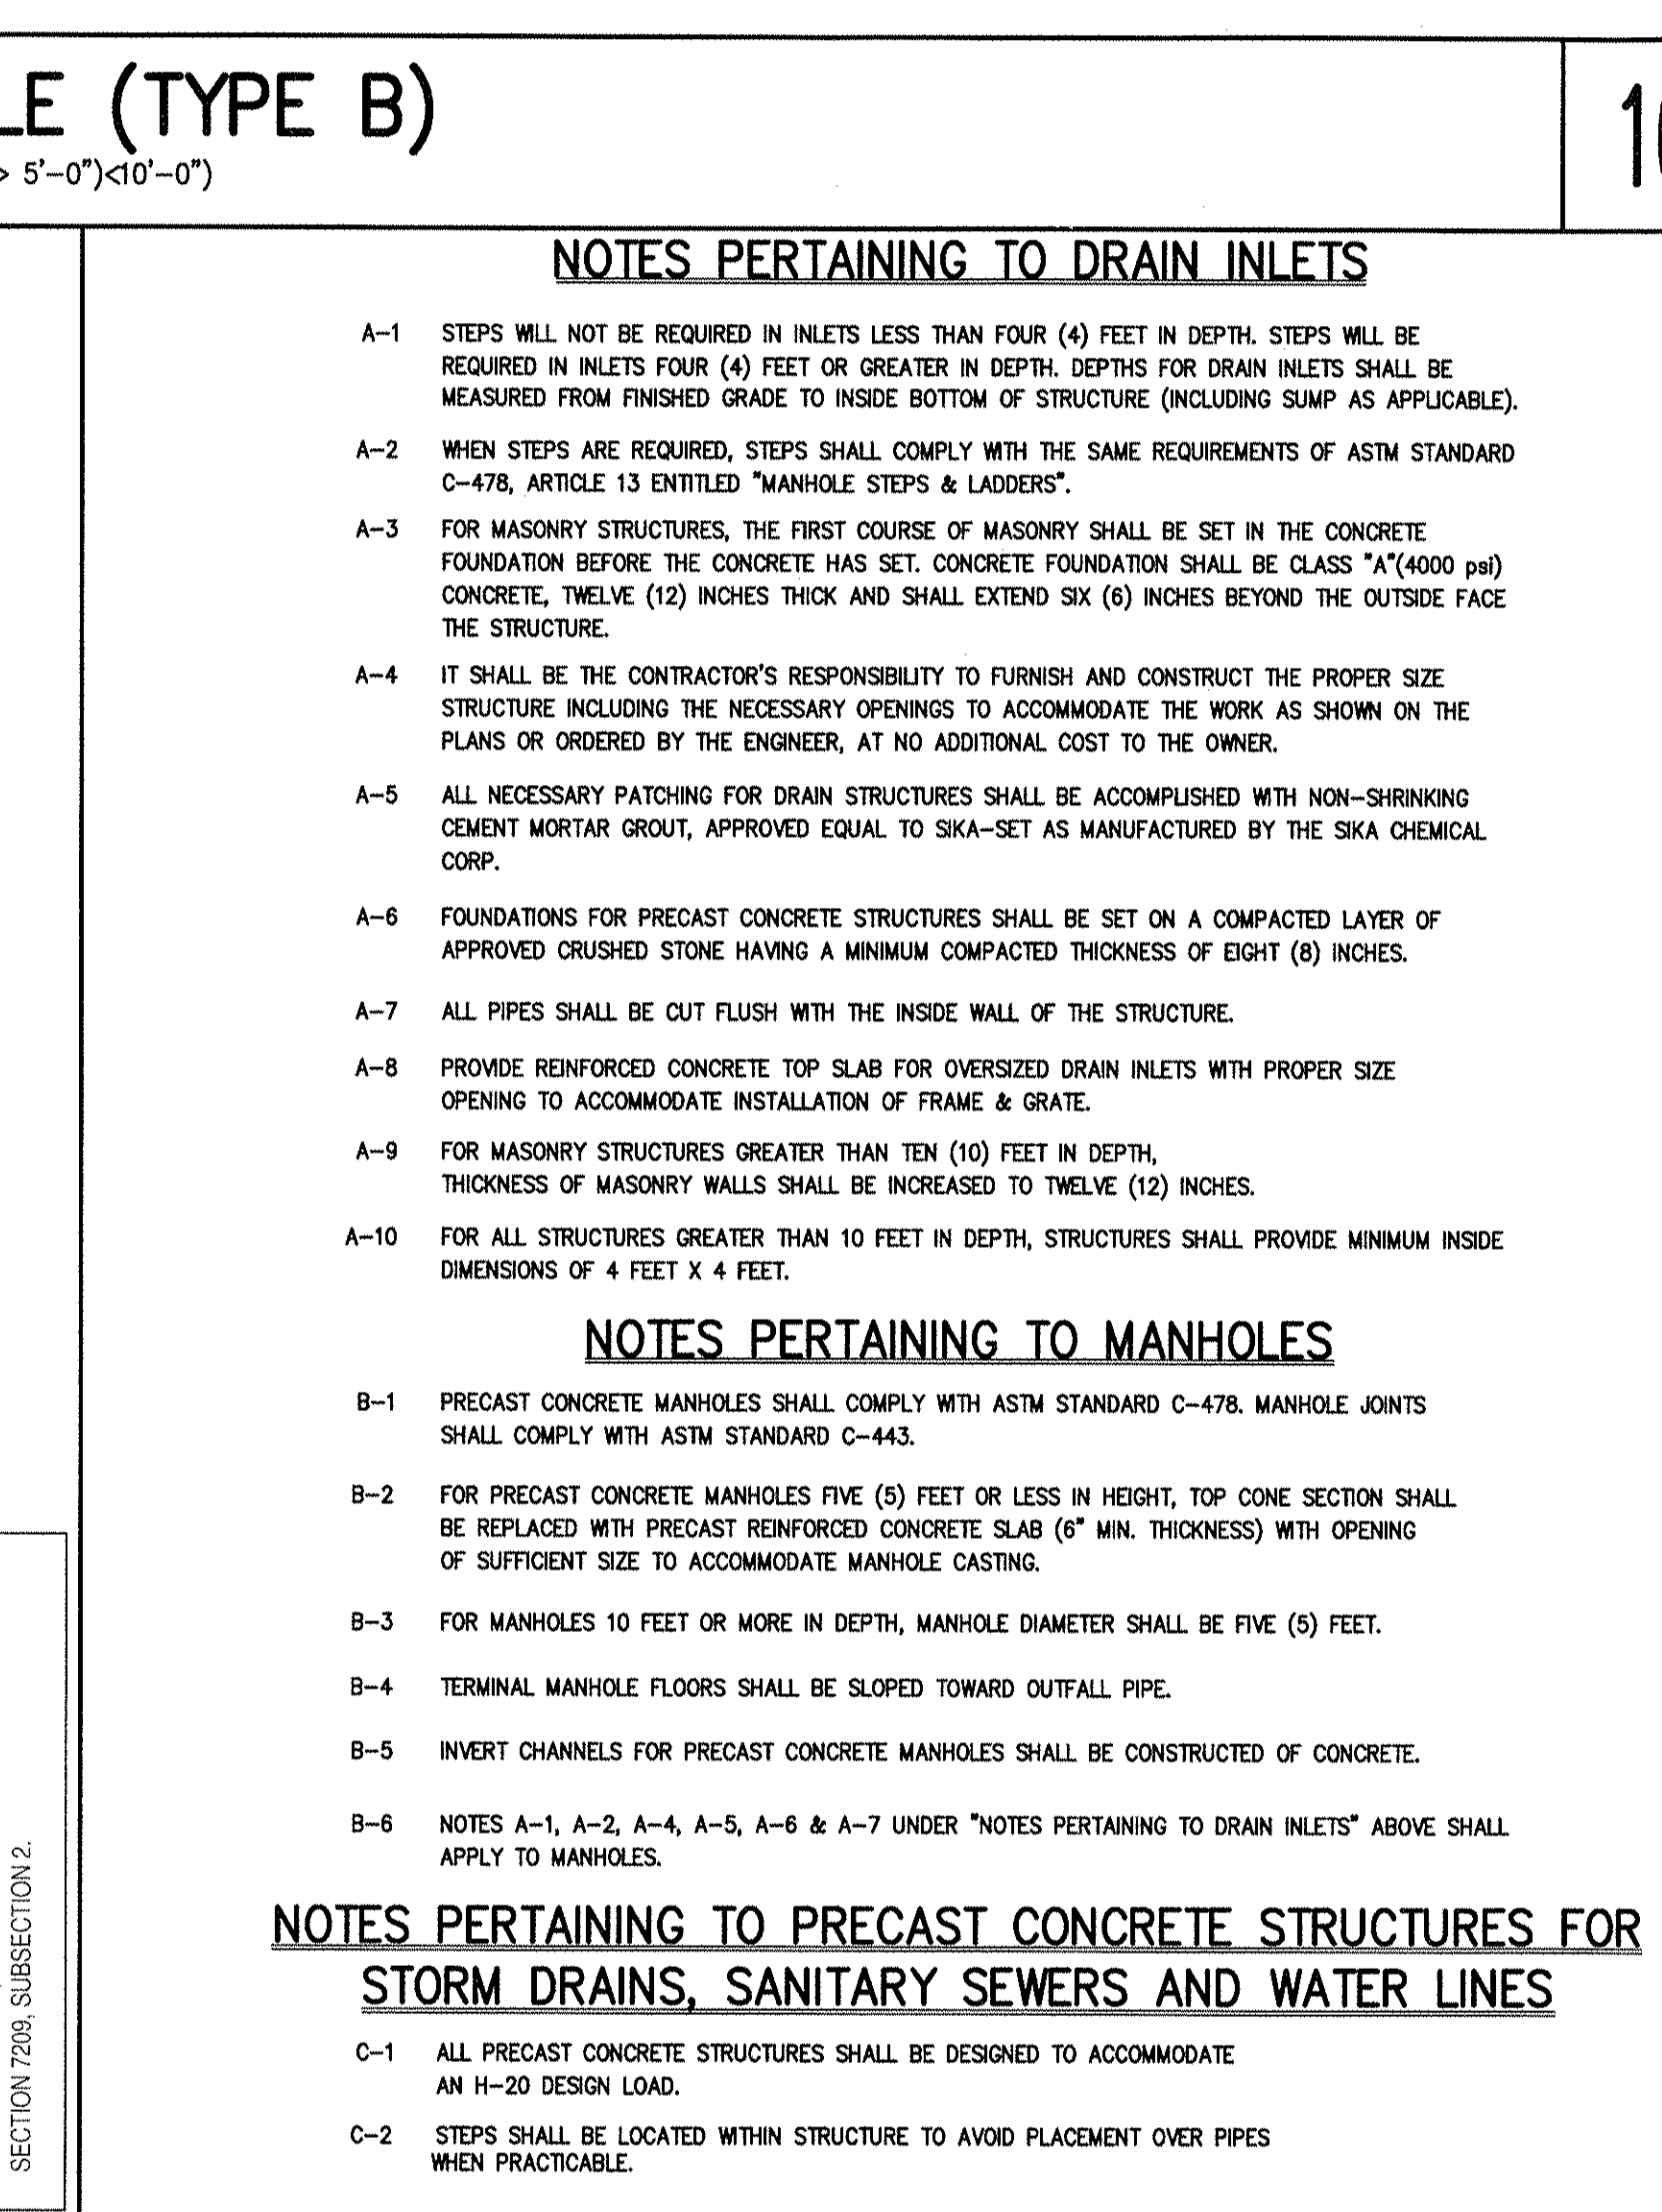 LE (TYPE B)
> 5'-0")<10'-0")
NOTES PERTAINING TO DRAIN INLETS
A-1 STEPS WILL NOT BE REQUIRED IN INLETS LESS THAN FOUR (4) FEET IN DEPTH. STEPS WILL BE
REQUIRED IN INLETS FOUR (4) FEET OR GREATER IN DEPTH. DEPTHS FOR DRAIN INLETS SHALL BE
MEASURED FROM FINISHED GRADE TO INSIDE BOTTOM OF STRUCTURE (INCLUDING SUMP AS APPLICABLE).
A-2 WHEN STEPS ARE REQUIRED, STEPS SHALL COMPLY WITH THE SAME REQUIREMENTS OF ASTM STANDARD
C-478, ARTICLE 13 ENTITLED "MANHOLE STEPS & LADDERS".
A-3 FOR MASONRY STRUCTURES, THE FIRST COURSE OF MASONRY SHALL BE SET IN THE CONCRETE
FOUNDATION BEFORE THE CONCRETE HAS SET. CONCRETE FOUNDATION SHALL BE CLASS "A"(4000 psi)
CONCRETE, TWELVE (12) INCHES THICK AND SHALL EXTEND SIX (6) INCHES BEYOND THE OUTSIDE FACE
THE STRUCTURE.
A-4 IT SHALL BE THE CONTRACTOR'S RESPONSIBILITY TO FURNISH AND CONSTRUCT THE PROPER SIZE
STRUCTURE INCLUDING THE NECESSARY OPENINGS TO ACCOMMODATE THE WORK AS SHOWN ON THE
PLANS OR ORDERED BY THE ENGINEER, AT NO ADDITIONAL COST TO THE OWNER.
A-5 ALL NECESSARY PATCHING FOR DRAIN STRUCTURES SHALL BE ACCOMPLISHED WITH NON-SHRINKING
CEMENT MORTAR GROUT, APPROVED EQUAL TO SIKA-SET AS MANUFACTURED BY THE SIKA CHEMICAL
CORP.
A-6 FOUNDATIONS FOR PRECAST CONCRETE STRUCTURES SHALL BE SET ON A COMPACTED LAYER OF
APPROVED CRUSHED STONE HAVING A MINIMUM COMPACTED THICKNESS OF EIGHT (8) INCHES.
A-7 ALL PIPES SHALL BE CUT FLUSH WITH THE INSIDE WALL OF THE STRUCTURE.
A-8 PROVIDE REINFORCED CONCRETE TOP SLAB FOR OVERSIZED DRAIN INLETS WITH PROPER SIZE
OPENING TO ACCOMMODATE INSTALLATION OF FRAME & GRATE.
A-9 FOR MASONRY STRUCTURES GREATER THAN TEN (10) FEET IN DEPTH,
THICKNESS OF MASONRY WALLS SHALL BE INCREASED TO TWELVE (12) INCHES.
A-10 FOR ALL STRUCTURES GREATER THAN 10 FEET IN DEPTH, STRUCTURES SHALL PROVIDE MINIMUM INSIDE
DIMENSIONS OF 4 FEET X 4 FEET.
NOTES PERTAINING TO MANHOLES
B-1 PRECAST CONCRETE MANHOLES SHALL COMPLY WITH ASTM STANDARD C-478. MANHOLE JOINTS
SHALL COMPLY WITH ASTM STANDARD C-443.
B-2 FOR PRECAST CONCRETE MANHOLES FIVE (5) FEET OR LESS IN HEIGHT, TOP CONE SECTION SHALL
BE REPLACED WITH PRECAST REINFORCED CONCRETE SLAB (6" MIN. THICKNESS) WITH OPENING
OF SUFFICIENT SIZE TO ACCOMMODATE MANHOLE CASTING.
B-3 FOR MANHOLES 10 FEET OR MORE IN DEPTH, MANHOLE DIAMETER SHALL BE FIVE (5) FEET.
B-4 TERMINAL MANHOLE FLOORS SHALL BE SLOPED TOWARD OUTFALL PIPE.
B-5 INVERT CHANNELS FOR PRECAST CONCRETE MANHOLES SHALL BE CONSTRUCTED OF CONCRETE.
B-6 NOTES A-1, A-2, A-4, A-5, A-6 & A-7 UNDER "NOTES PERTAINING TO DRAIN INLETS" ABOVE SHALL
APPLY TO MANHOLES.
NOTES PERTAINING TO PRECAST CONCRETE STRUCTURES FOR
STORM DRAINS, SANITARY SEWERS AND WATER LINES
C-1 ALL PRECAST CONCRETE STRUCTURES SHALL BE DESIGNED TO ACCOMMODATE
AN H-20 DESIGN LOAD.
C-2 STEPS SHALL BE LOCATED WITHIN STRUCTURE TO AVOID PLACEMENT OVER PIPES
WHEN PRACTICABLE.
SECTION 7209, SUBSECTION 2.